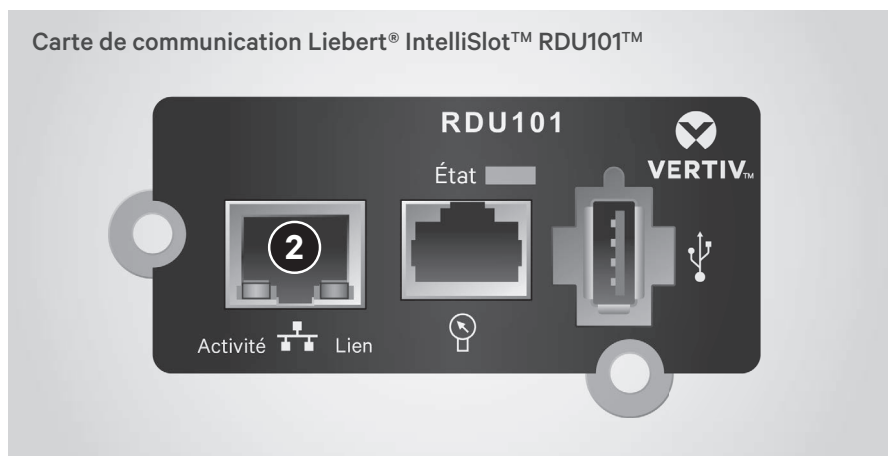 Carte de communication Liebert® IntelliSlot™ RDU101™
RDU101
VERTIV™
État
2
Activité
Lien